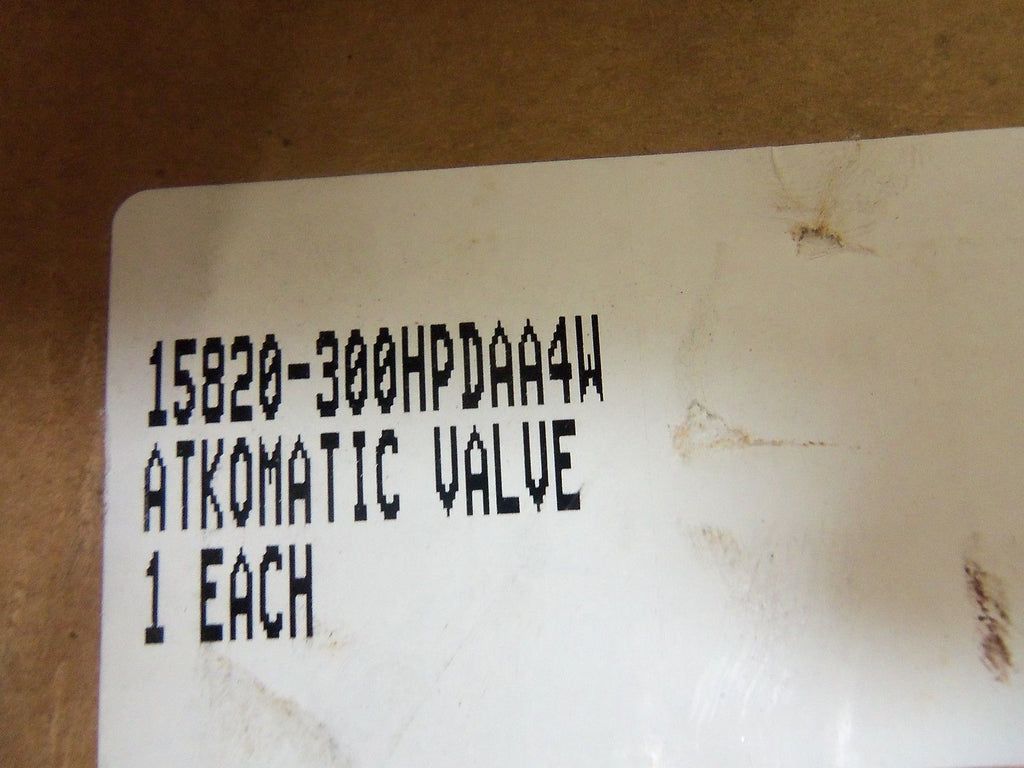 15820-300HPDAA4W
ATKOMATIC VALVE
1 EACH